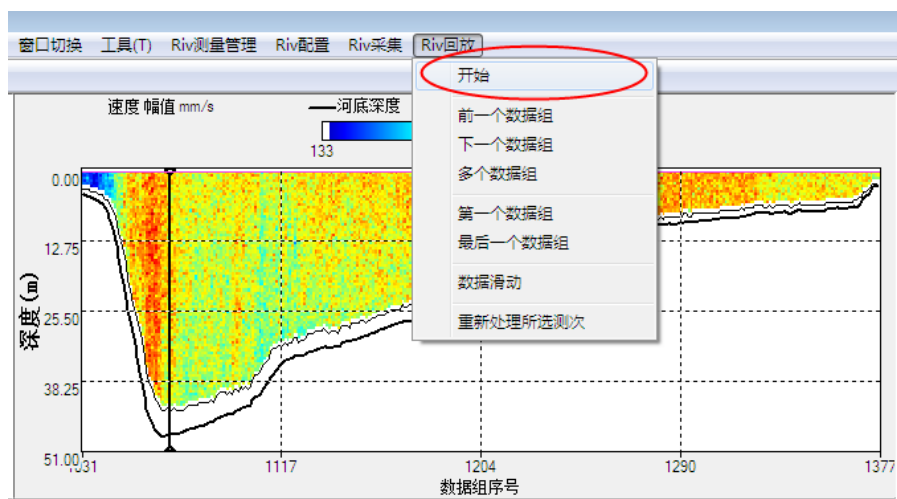 窗口切换 工具(T) Riv测量管理 Riv配置 Riv采集 Riv回放
开始
前一个数据组
下一个数据组
多个数据组
第一个数据组
最后一个数据组
数据滑动
重新处理所选测次
速度 幅值 mm/s 河底深度
133
0.00
12.75
25.50
38.25
51.00
深度(m)
1031 1117 1204 1290 1377
数据组序号